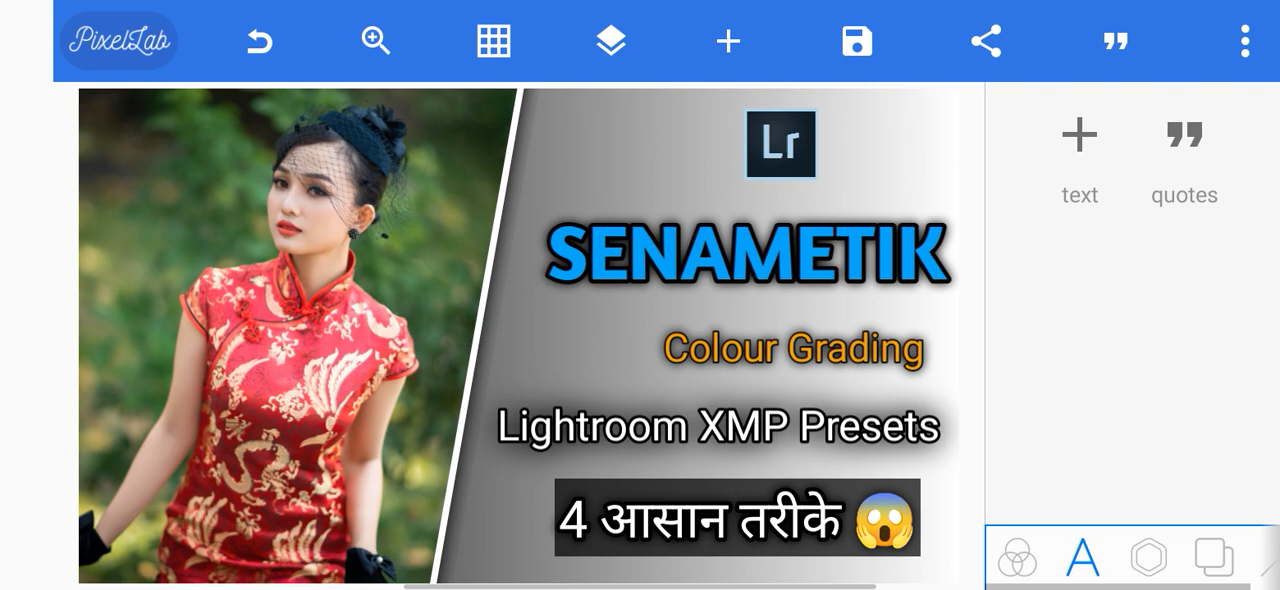 PixelLab
Lr
SENAMETIK
Colour Grading
Lightroom XMP Presets
4 आसान तरीके 😱
text
quotes